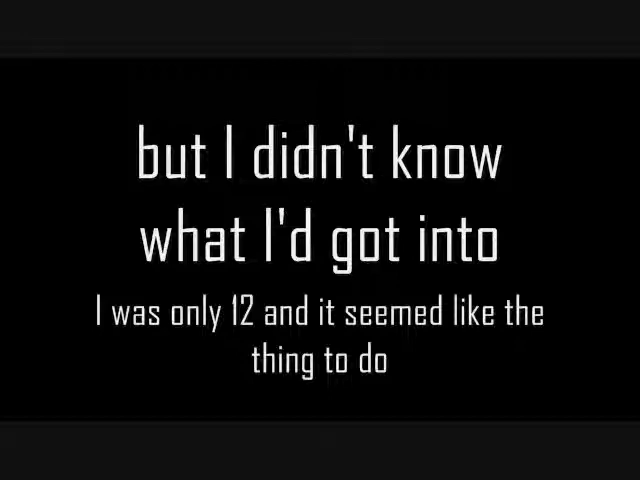 but I didn't know
what I'd got into
I was only 12 and it seemed like the
thing to do